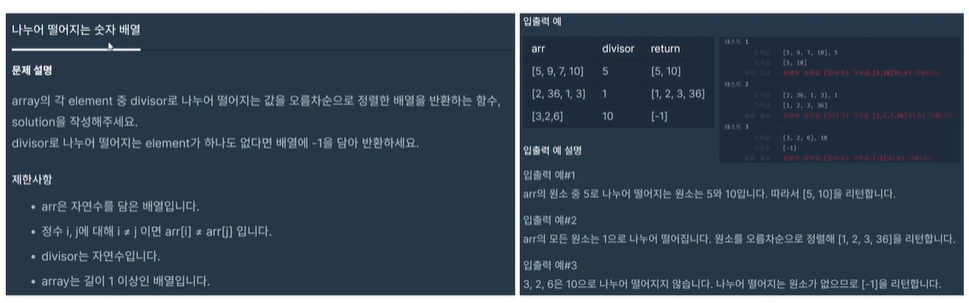 나누어 떨어지는 숫자 배열
문제 설명
array의 각 element 중 divisor로 나누어 떨어지는 값을 오름차순으로 정렬한 배열을 반환하는 함수,
solution을 작성해주세요.
divisor로 나누어 떨어지는 element가 하나도 없다면 배열에 -1을 담아 반환하세요.
제한사항
• arr은 자연수를 담은 배열입니다.
• 정수 i, j에 대해 i ≠ j 이면 arr[i] ≠ arr[j] 입니다.
• divisor는 자연수입니다.
• array는 길이 1 이상인 배열입니다.
입출력 예
arr divisor return
[5, 9, 7, 10] 5 [5, 10]
[2, 36, 1, 3] 1 [1, 2, 3, 36]
[3,2,6] 10 [-1]
테스트 1
[5, 9, 7, 10], 5
[5, 10]
테스트 2
[2, 36, 1, 3], 1
[1, 2, 3, 36]
테스트 3
[3, 2, 6], 10
[-1]
입출력 예 설명
입출력 예#1
arr의 원소 중 5로 나누어 떨어지는 원소는 5와 10입니다. 따라서 [5, 10]을 리턴합니다.
입출력 예#2
arr의 모든 원소는 1으로 나누어 떨어집니다. 원소를 오름차순으로 정렬해 [1, 2, 3, 36]을 리턴합니다.
입출력 예#3
3, 2, 6은 10으로 나누어 떨어지지 않습니다. 나누어 떨어지는 원소가 없으므로 [-1]을 리턴합니다.